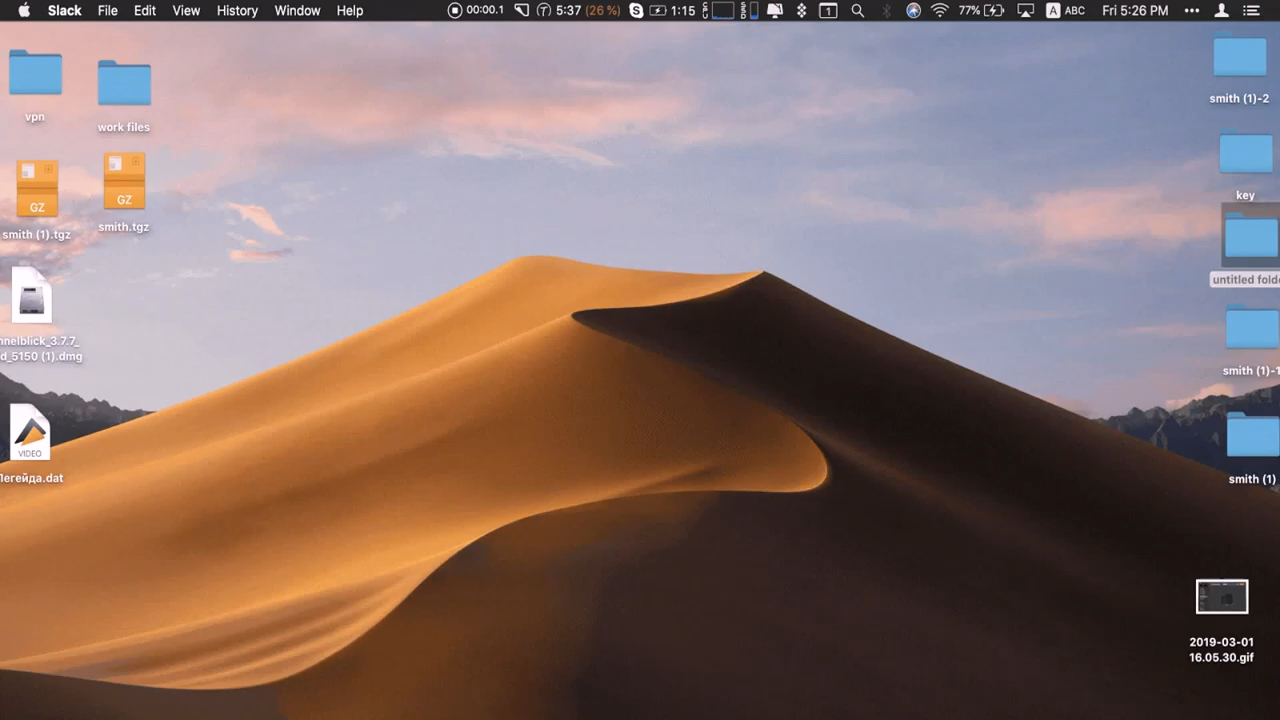 Slack File Edit View History Window Help 00:00.1 5:37 (26 %) 1:15 77% A ABC Fri 5:26 PM
vpn
work files
GZ
GZ
smith (1).tgz
smith.tgz
nnelblick_3.7.7_
d_5150 (1).dmg
VIDEO
Легейда.dat
smith (1)-2
key
untitled folde
smith (1)-1
smith (1)
2019-03-01
16.05.30.gif